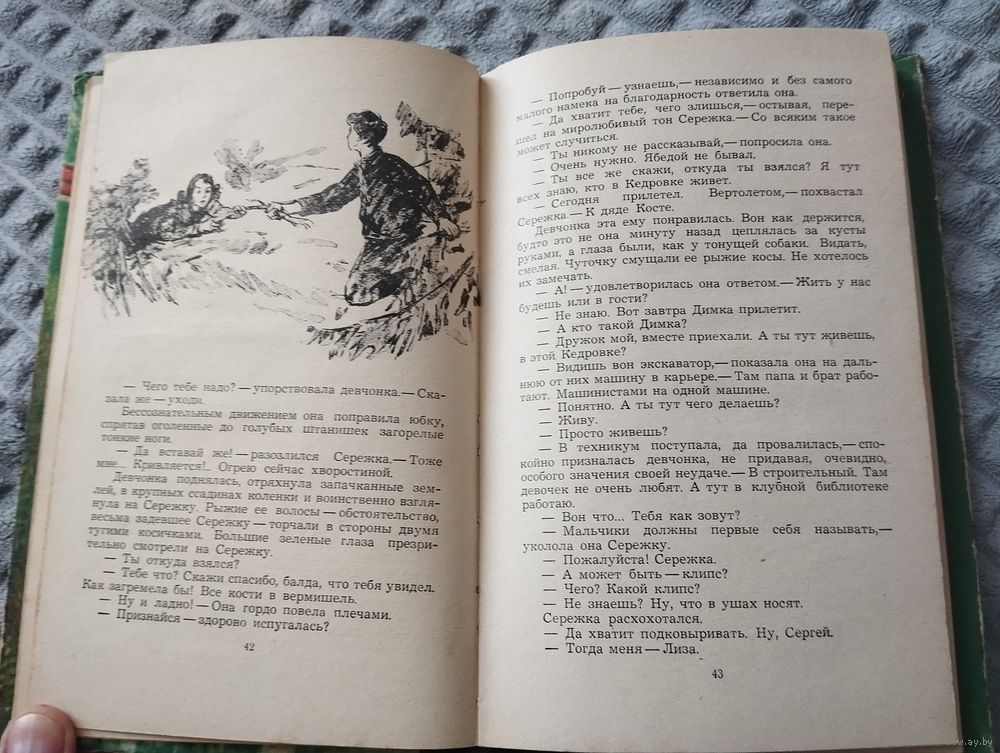 — Чего тебе надо? — упорствовала девчонка.— Ска-
зала же — уходи.
Бессознательным движением она поправила юбку,
спрятав оголенные до голубых штанишек загорелые
тонкие ноги.
— Да вставай же! — разозлился Сережка.— Тоже
мне... Кривляется!.. Огрею сейчас хворостиной.
Девчонка поднялась, отряхнула запачканные зем-
лей, в крупных ссадинах коленки и воинственно взгля-
нула на Сережку. Рыжие ее волосы — обстоятельство,
весьма задевшее Сережку — торчали в стороны двумя
тугими косичками. Большие зеленые глаза презри-
тельно смотрели на Сережку.
— Ты откуда взялся?
— Тебе что? Скажи спасибо, балда, что тебя увидел.
Как загремела бы! Все кости в вермишель.
— Ну и ладно! — Она гордо повела плечами.
— Признайся — здорово испугалась?
42
— Попробуй — узнаешь,— независимо и без самого
малого намека на благодарность ответила она.
— Да хватит тебе, чего злишься,— остывая, пере-
шел на миролюбивый тон Сережка.— Со всяким такое
может случиться.
— Ты никому не рассказывай,— попросила она.
— Очень нужно. Ябедой не бывал.
— Ты все же скажи, откуда ты взялся? Я тут
всех знаю, кто в Кедровке живет.
— Сегодня прилетел. Вертолетом,— похвастал
Сережка.— К дяде Косте.
Девчонка эта ему понравилась. Вон как держится,
будто это не она минуту назад цеплялась за кусты
руками, а глаза были, как у тонущей собаки. Видать,
смелая. Чуточку смущали ее рыжие косы. Не хотелось
их замечать.
— А! — удовлетворилась она ответом.— Жить у нас
будешь или в гости?
— Не знаю. Вот завтра Димка прилетит.
— А кто такой Димка?
— Дружок мой, вместе приехали. А ты тут живешь,
в этой Кедровке?
— Видишь вон экскаватор,— показала она на даль-
нюю от них машину в карьере.— Там папа и брат рабо-
тают. Машинистами на одной машине.
— Понятно. А ты тут чего делаешь?
— Живу.
— Просто живешь?
— В техникум поступала, да провалилась,— спо-
койно призналась девчонка, не придавая, очевидно,
особого значения своей неудаче.— В строительный. Там
девочек не очень любят. А тут в клубной библиотеке
работаю.
— Вон что... Тебя как зовут?
— Мальчики должны первые себя называть,—
уколола она Сережку.
— Пожалуйста! Сережка.
— А может быть — клипс?
— Чего? Какой клипс?
— Не знаешь? Ну, что в ушах носят.
Сережка расхохотался.
— Да хватит подковыривать. Ну, Сергей.
— Тогда меня — Лиза.
43
www.ay.by